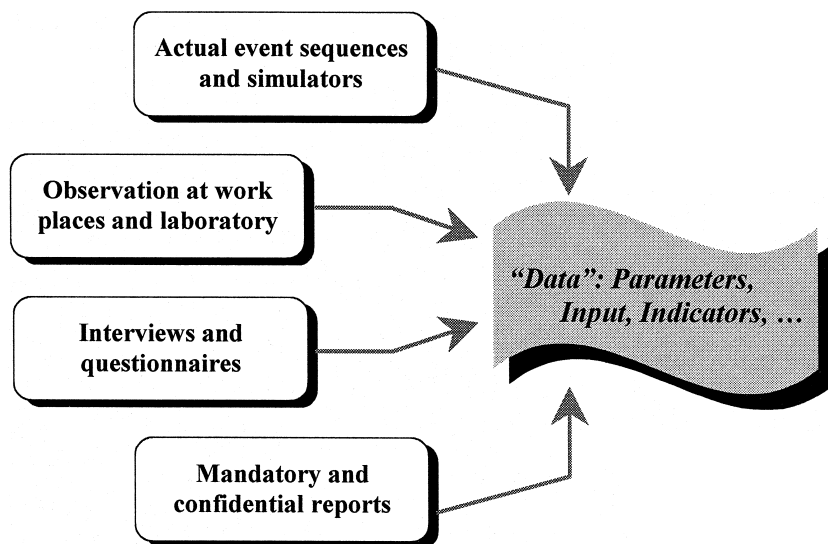 Actual event sequences
and simulators
Observation at work
places and laboratory
“Data”: Parameters,
Input, Indicators, …
Interviews and
questionnaires
Mandatory and
confidential reports